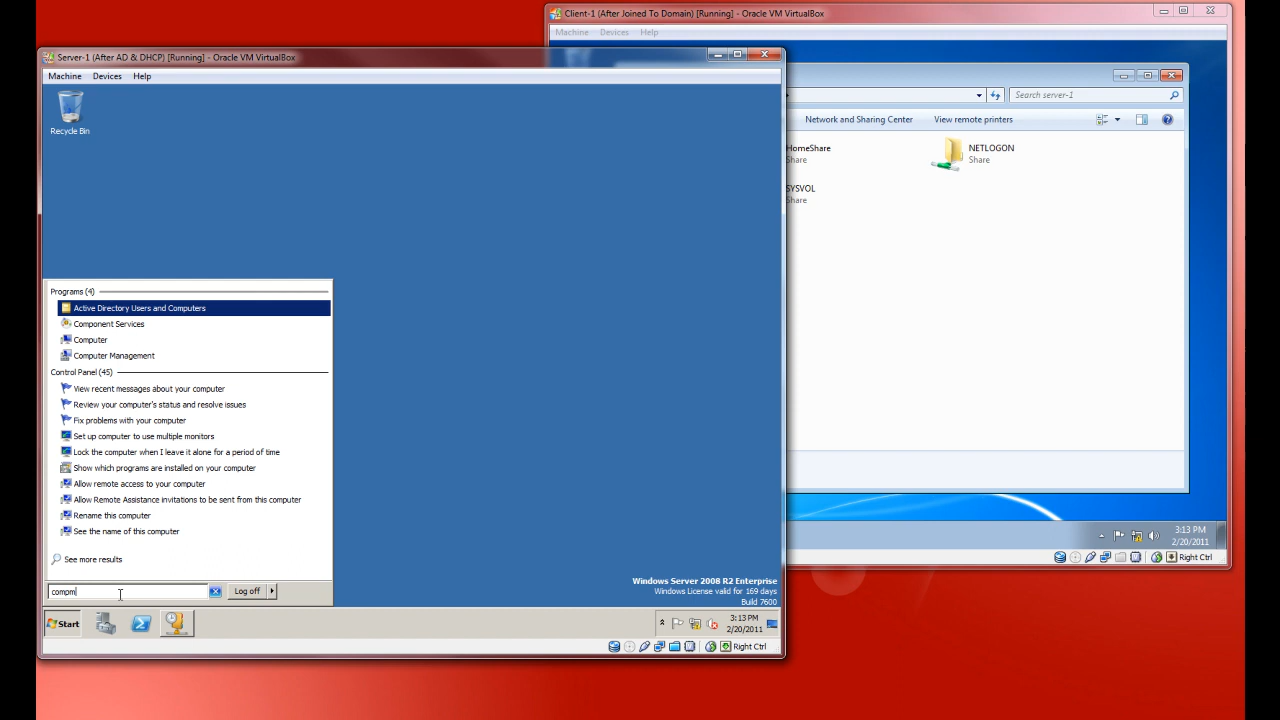 Client-1 (After Joined To Domain) [Running] - Oracle VM VirtualBox
Machine Devices Help
Search server-1
Network and Sharing Center View remote printers
HomeShare
Share
NETLOGON
Share
SYSVOL
Share
3:13 PM
2/20/2011
Right Ctrl
Server-1 (After AD & DHCP) [Running] - Oracle VM VirtualBox
Machine Devices Help
Recycle Bin
Programs (4)
Active Directory Users and Computers
Component Services
Computer
Computer Management
Control Panel (45)
View recent messages about your computer
Review your computer's status and resolve issues
Fix problems with your computer
Set up computer to use multiple monitors
Lock the computer when I leave it alone for a period of time
Show which programs are installed on your computer
Allow remote access to your computer
Allow Remote Assistance invitations to be sent from this computer
Rename this computer
See the name of this computer
See more results
compm
Log off
Windows Server 2008 R2 Enterprise
Windows License valid for 169 days
Build 7600
Start
3:13 PM
2/20/2011
Right Ctrl